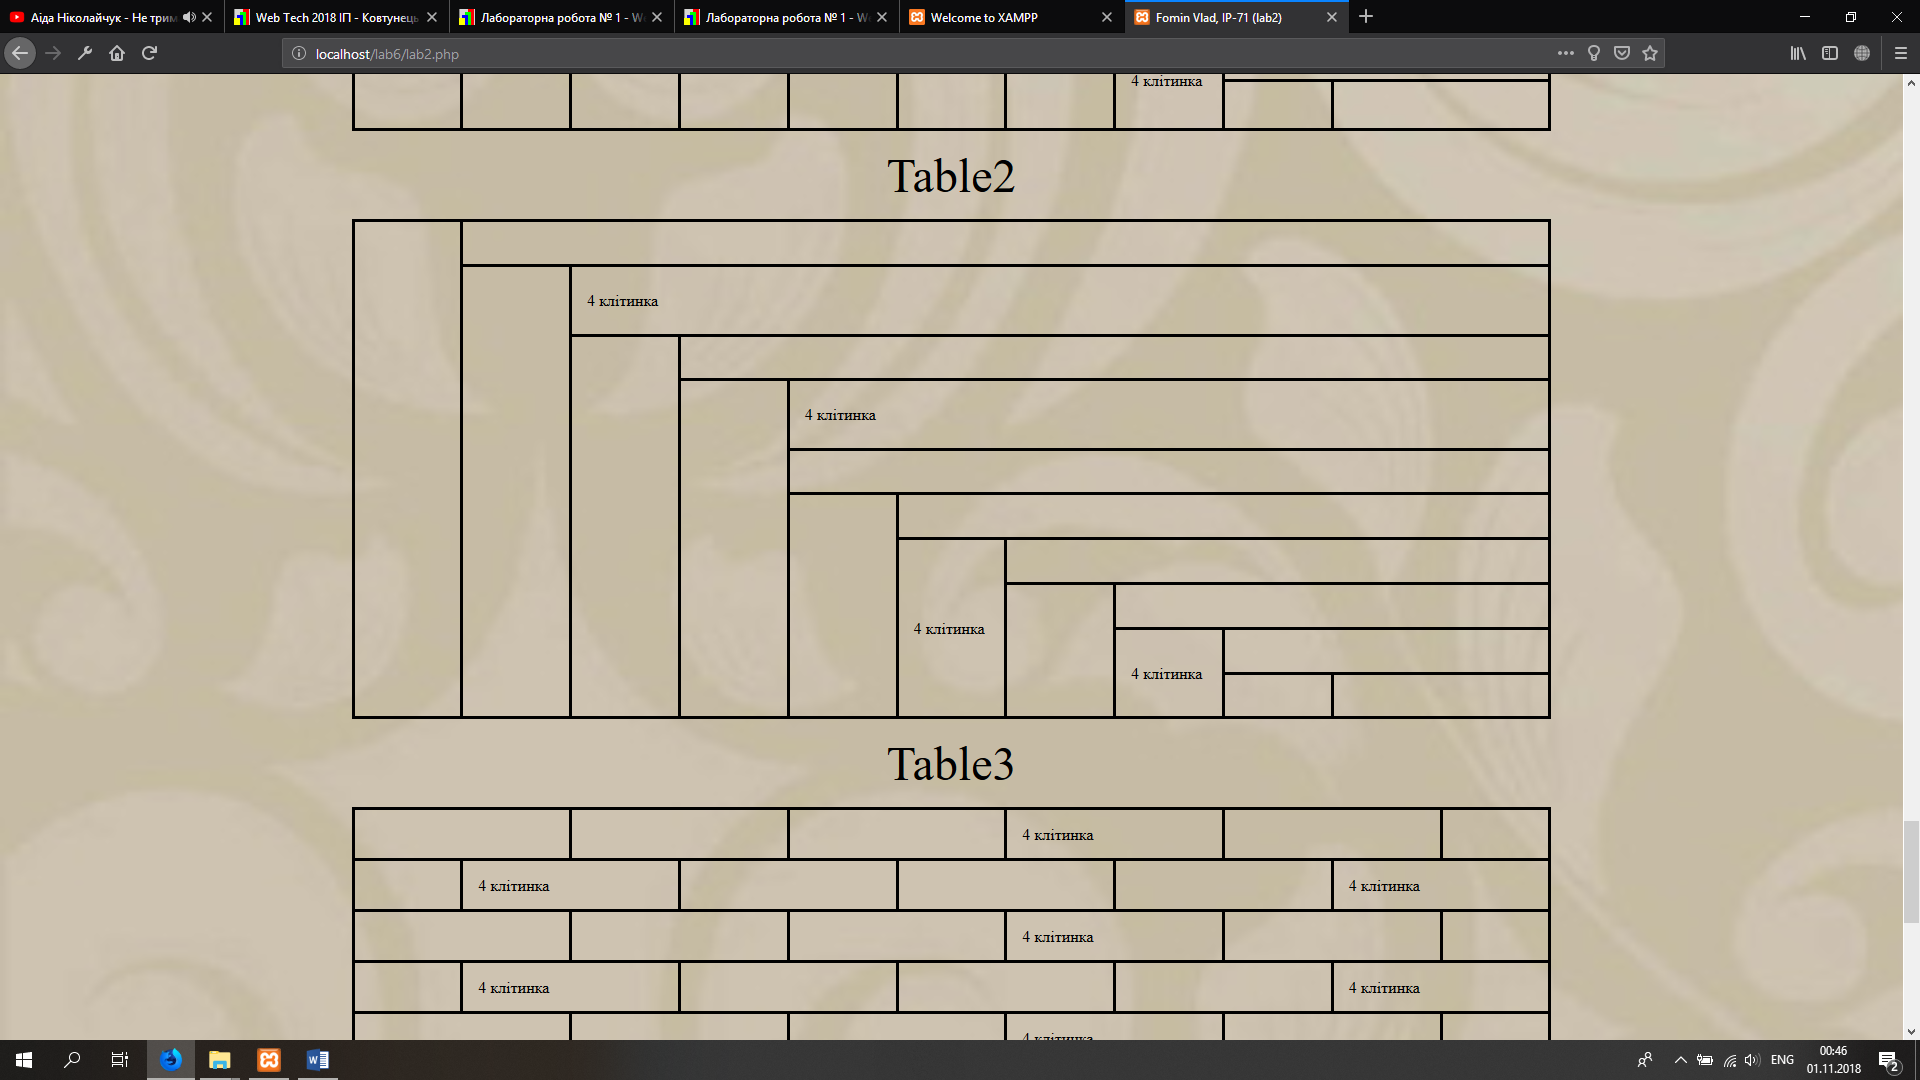 Аіда Ніколайчук - Не трим
Web Tech 2018 ІП - Ковтунець
Лабораторна робота № 1 - W
Лабораторна робота № 1 - W
Welcome to XAMPP
Fomin Vlad, IP-71 (lab2)
localhost/lab6/lab2.php
4 клітинка
Table2
4 клітинка
4 клітинка
4 клітинка
4 клітинка
Table3
4 клітинка
4 клітинка 4 клітинка
4 клітинка
4 клітинка 4 клітинка
4 клітинка
ENG
00:46
01.11.2018
2